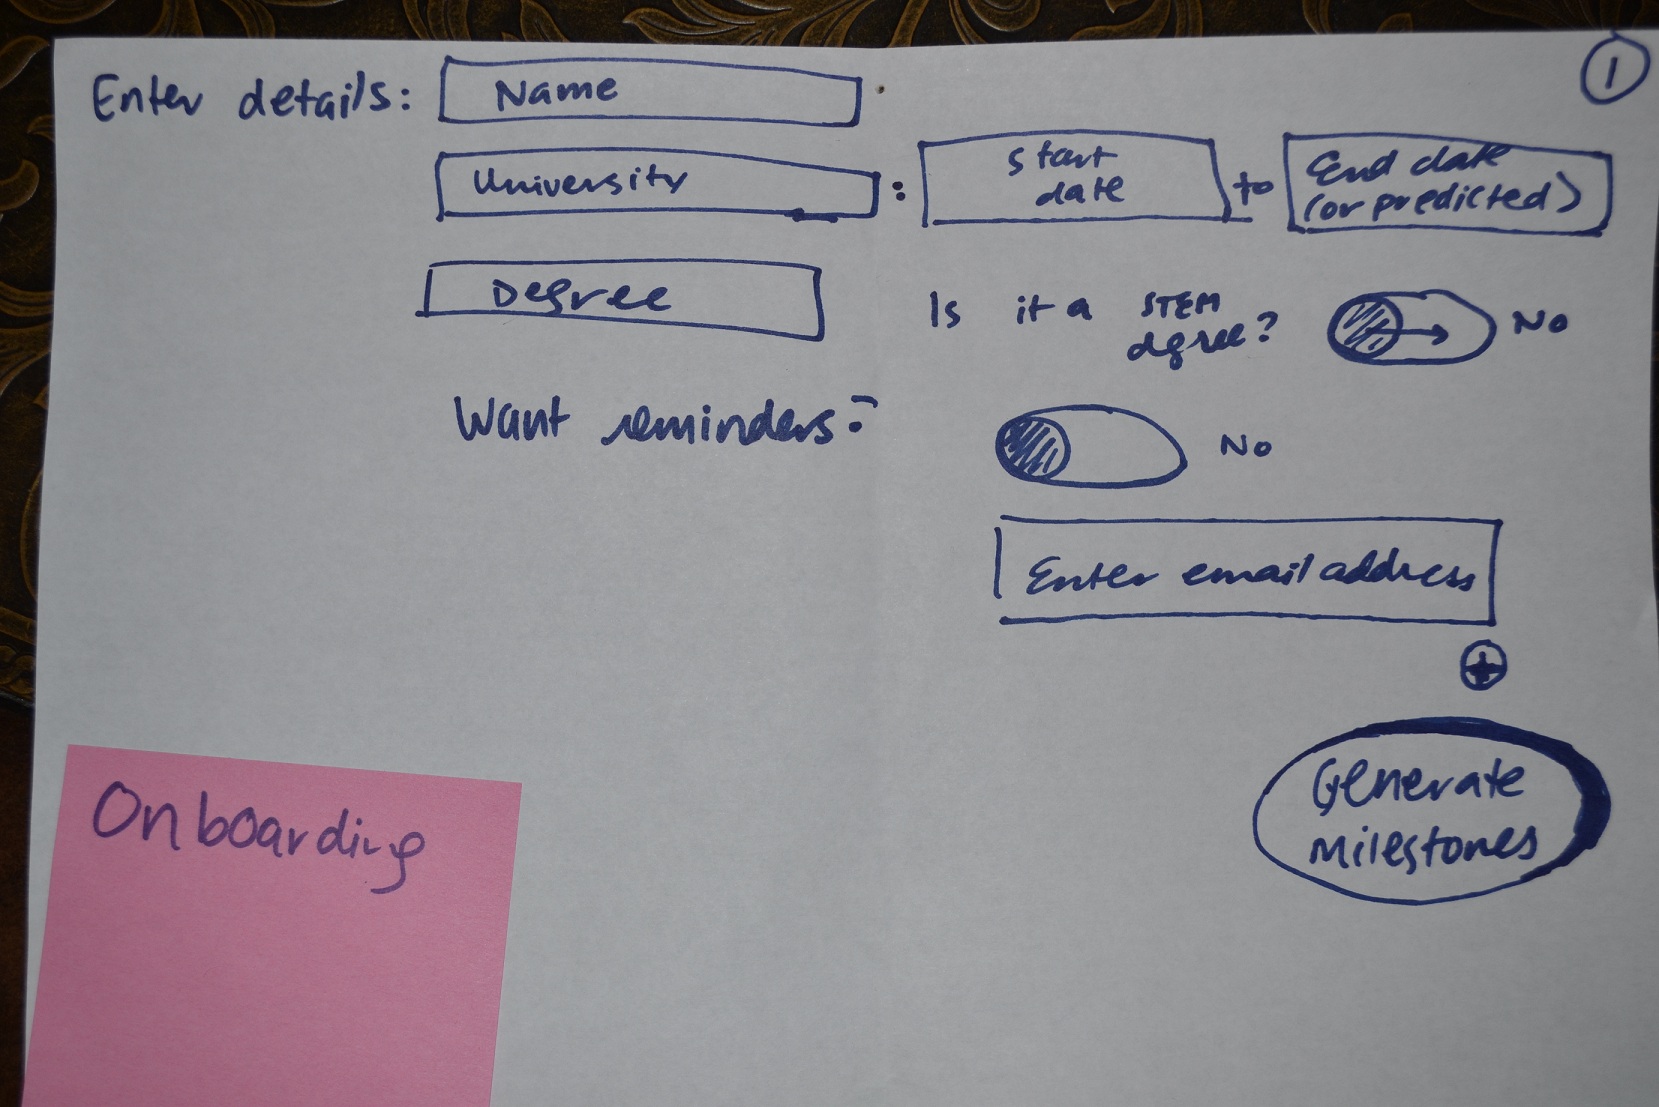 1
Enter details: Name
University : start date to End date (or predicted)
Degree Is it a STEM degree? No
Want reminders? No
Enter email address
+
Generate Milestones
Onboarding